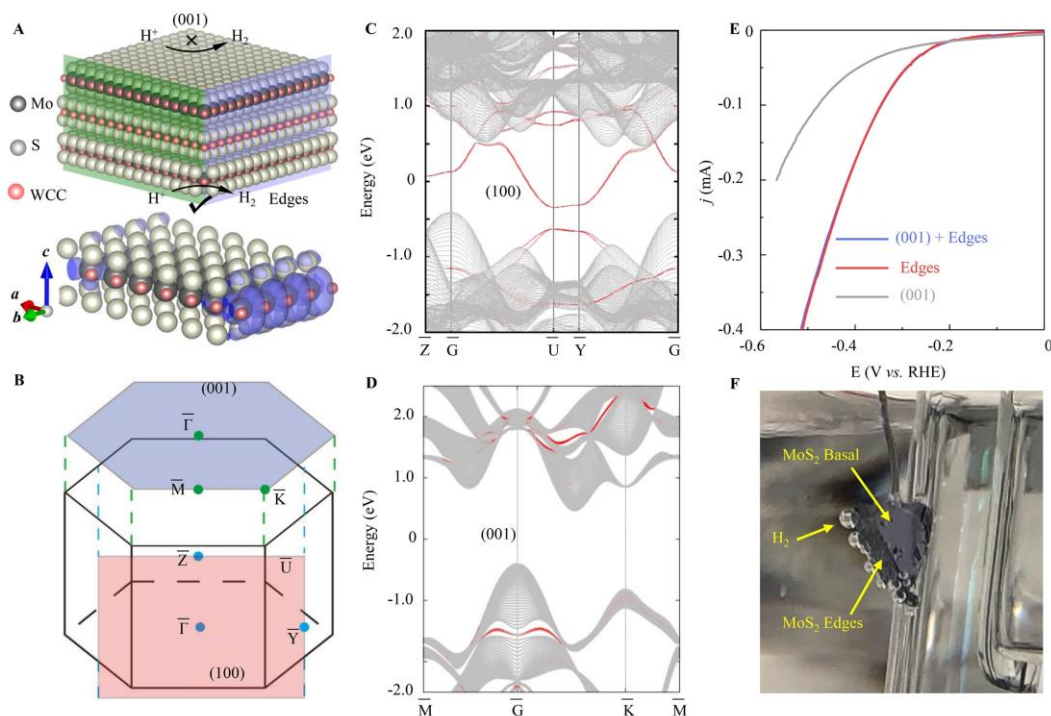 A
(001)
H⁺ H₂
Mo
S
WCC
H⁺ H₂ Edges
c
a
b
B
(001)
Γ̅
M̅ K̅
Z̅ U̅
Γ̅ Y̅
(100)
C
2.0
1.0
0
-1.0
-2.0
Energy (eV)
(100)
Z̅ G̅ U̅ Y̅ G̅
D
2.0
1.0
0
-1.0
-2.0
Energy (eV)
(001)
M̅ G̅ K̅ M̅
E
0
-0.1
-0.2
-0.3
-0.4
j (mA)
(001) + Edges
Edges
(001)
-0.6 -0.4 -0.2 0
E (V vs. RHE)
F
MoS₂ Basal
H₂
MoS₂ Edges